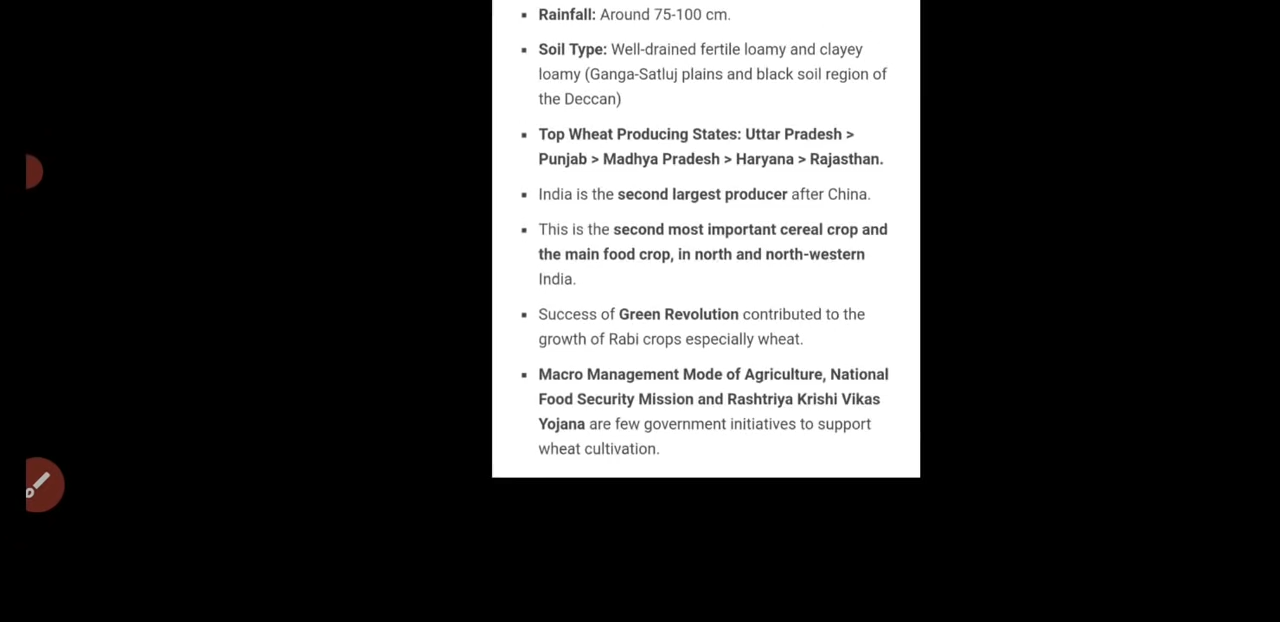 ▪ Rainfall: Around 75-100 cm.
▪ Soil Type: Well-drained fertile loamy and clayey
loamy (Ganga-Satluj plains and black soil region of
the Deccan)
▪ Top Wheat Producing States: Uttar Pradesh >
Punjab > Madhya Pradesh > Haryana > Rajasthan.
▪ India is the second largest producer after China.
▪ This is the second most important cereal crop and
the main food crop, in north and north-western
India.
▪ Success of Green Revolution contributed to the
growth of Rabi crops especially wheat.
▪ Macro Management Mode of Agriculture, National
Food Security Mission and Rashtriya Krishi Vikas
Yojana are few government initiatives to support
wheat cultivation.